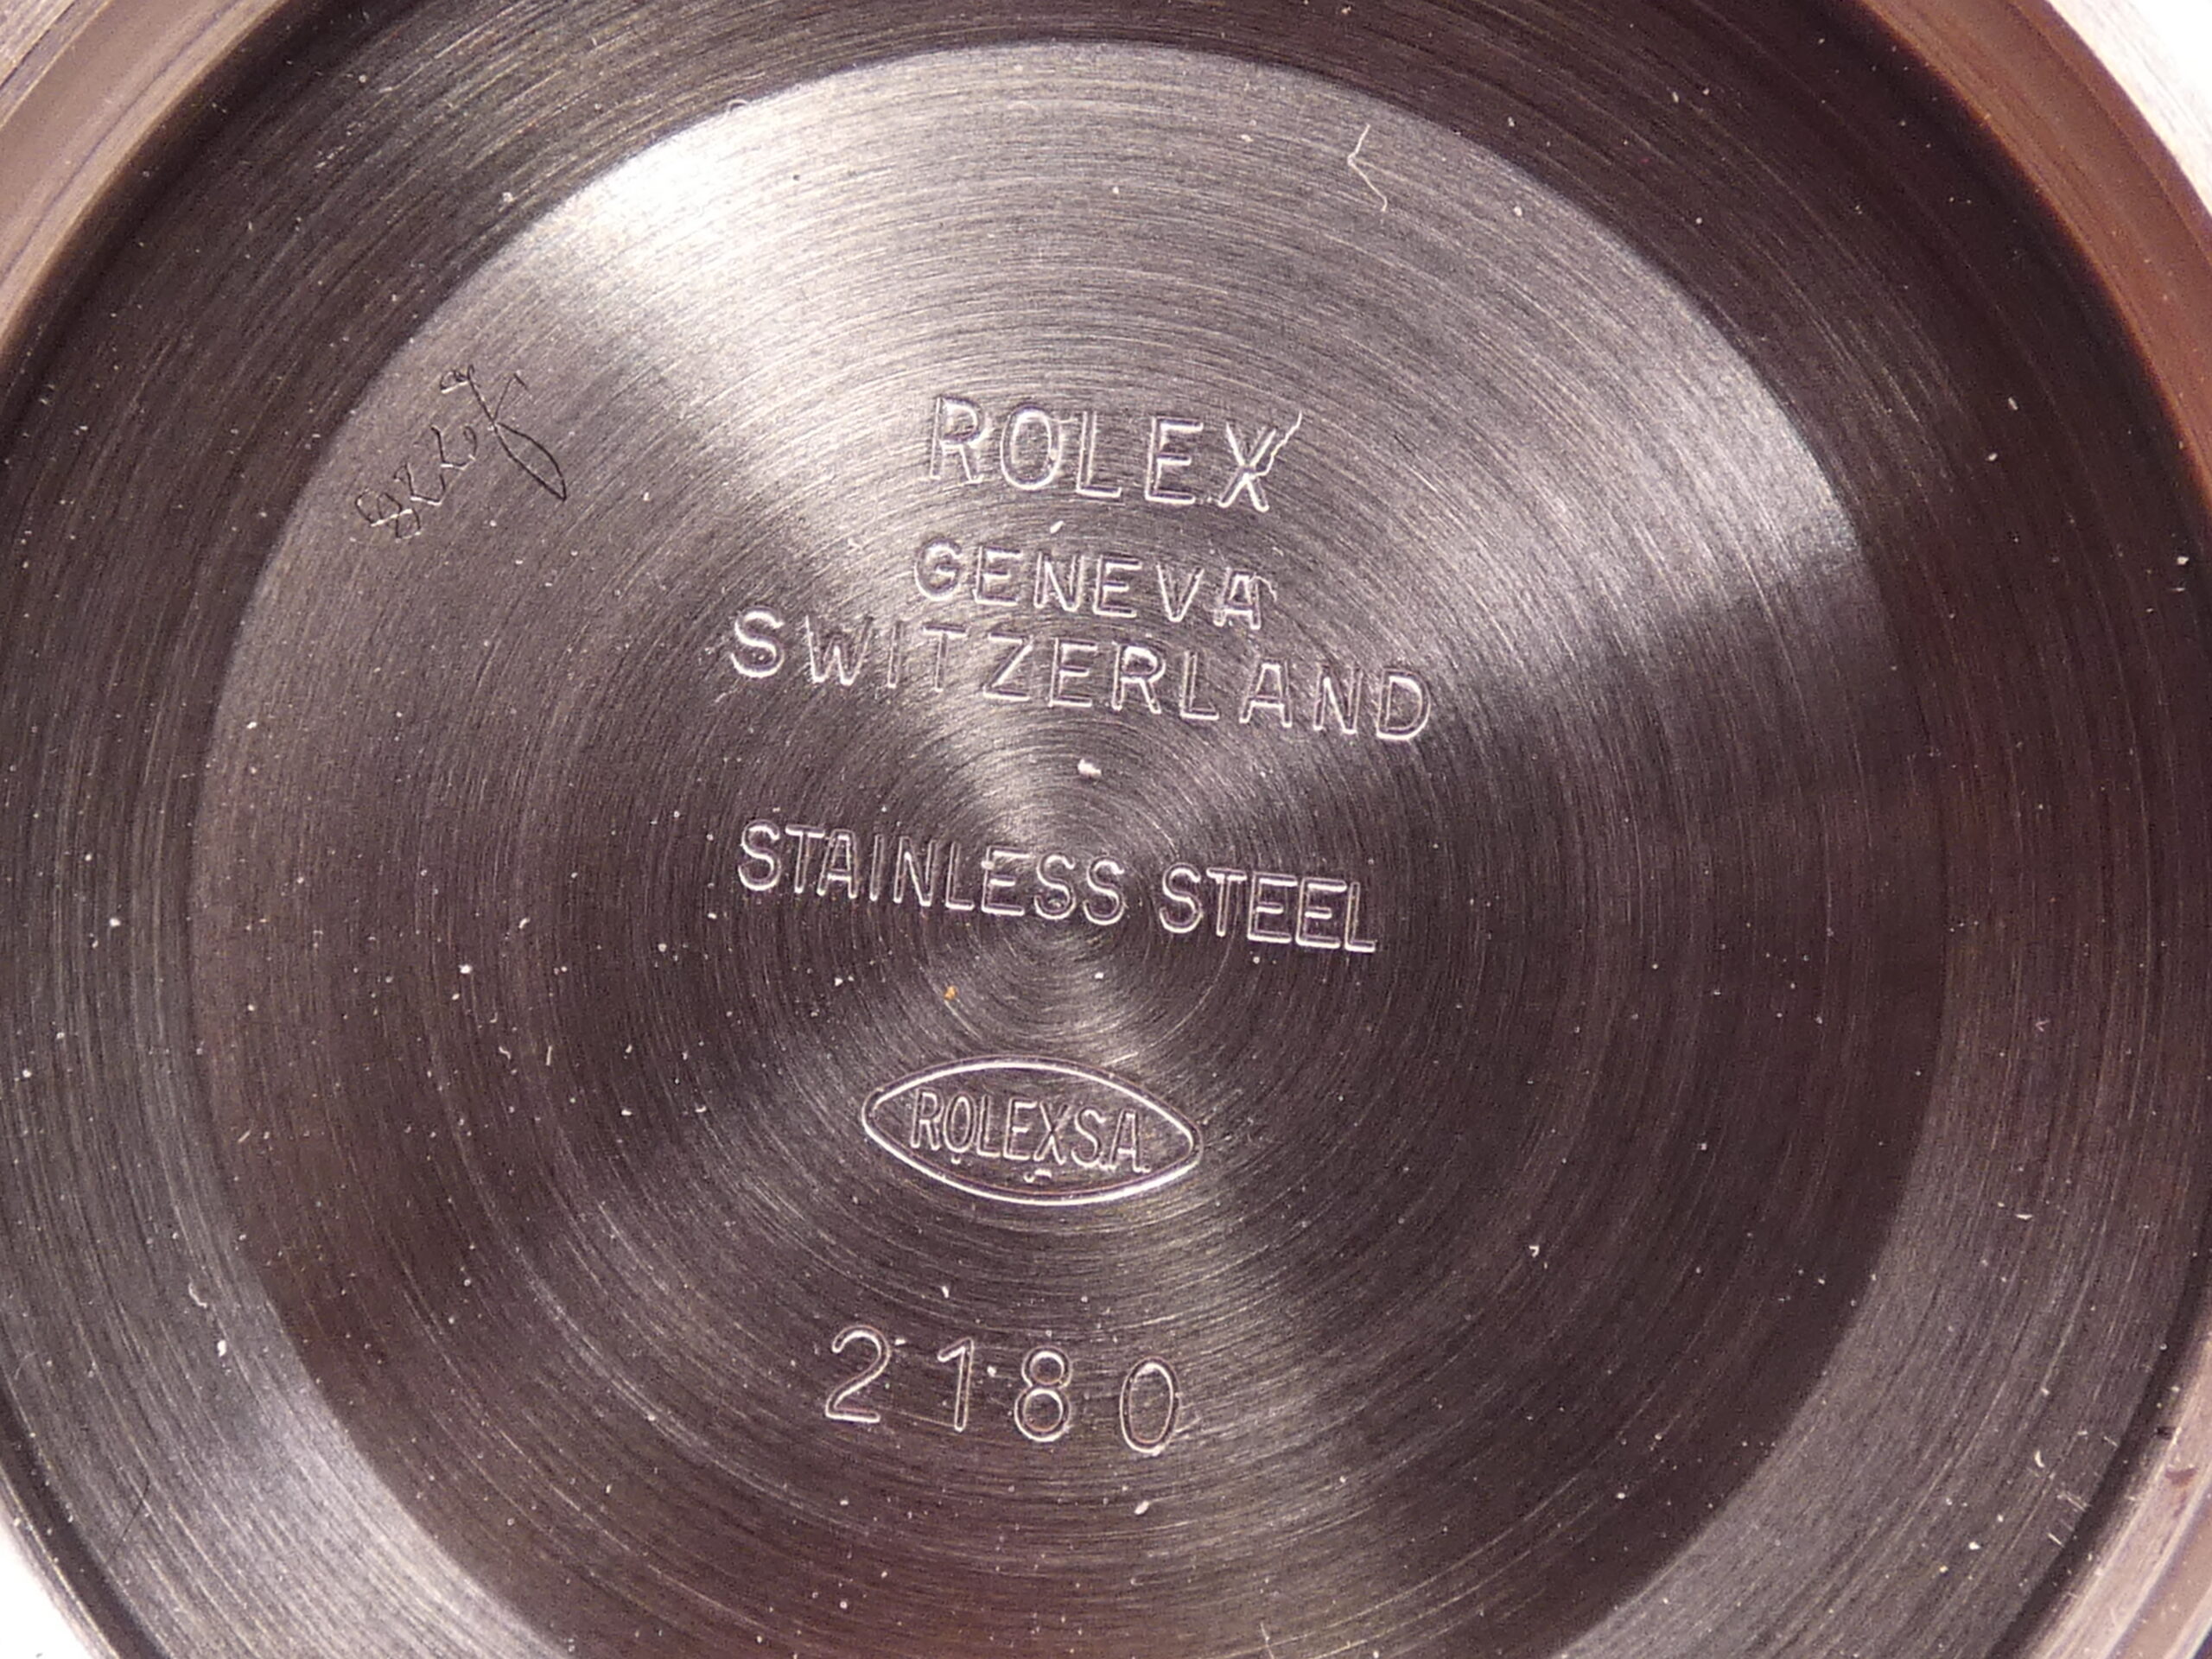 ROLEX
GENEVA
SWITZERLAND
STAINLESS STEEL
ROLEX S.A.
2180